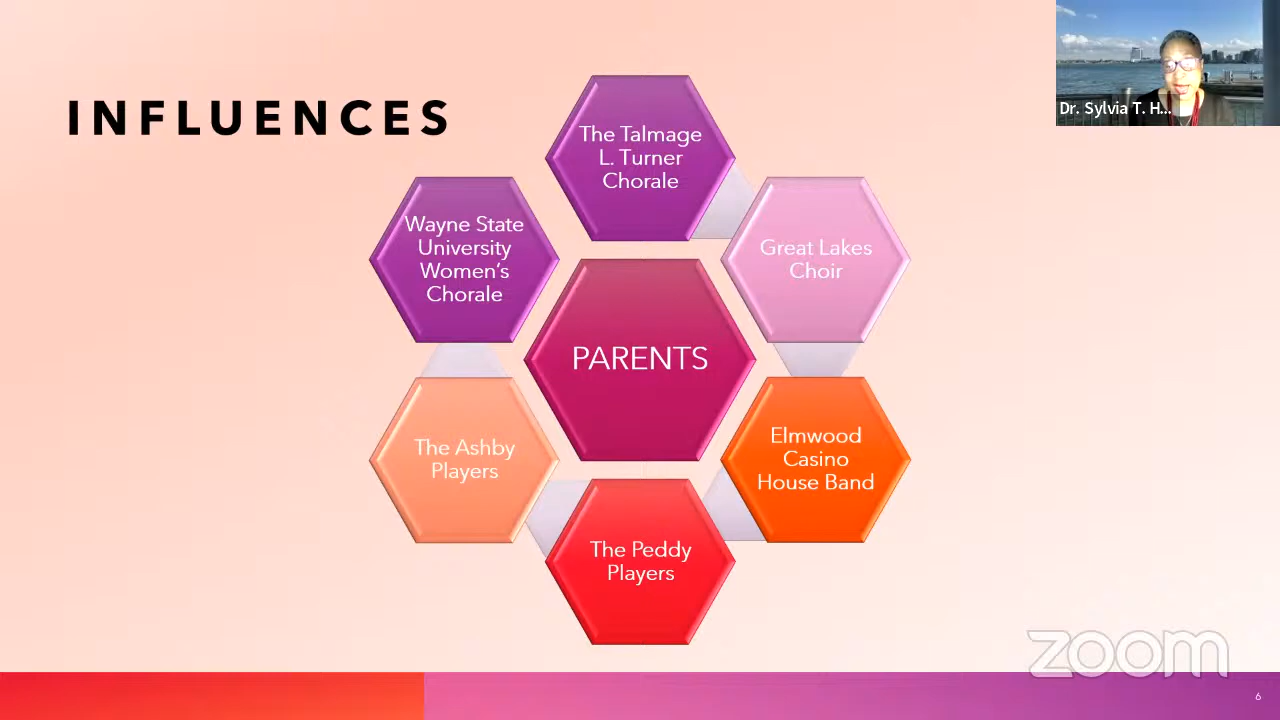 INFLUENCES
Dr. Sylvia T. H...
The Talmage
L. Turner
Chorale
Wayne State
University
Women's
Chorale
Great Lakes
Choir
PARENTS
The Ashby
Players
Elmwood
Casino
House Band
The Peddy
Players
zoom
6